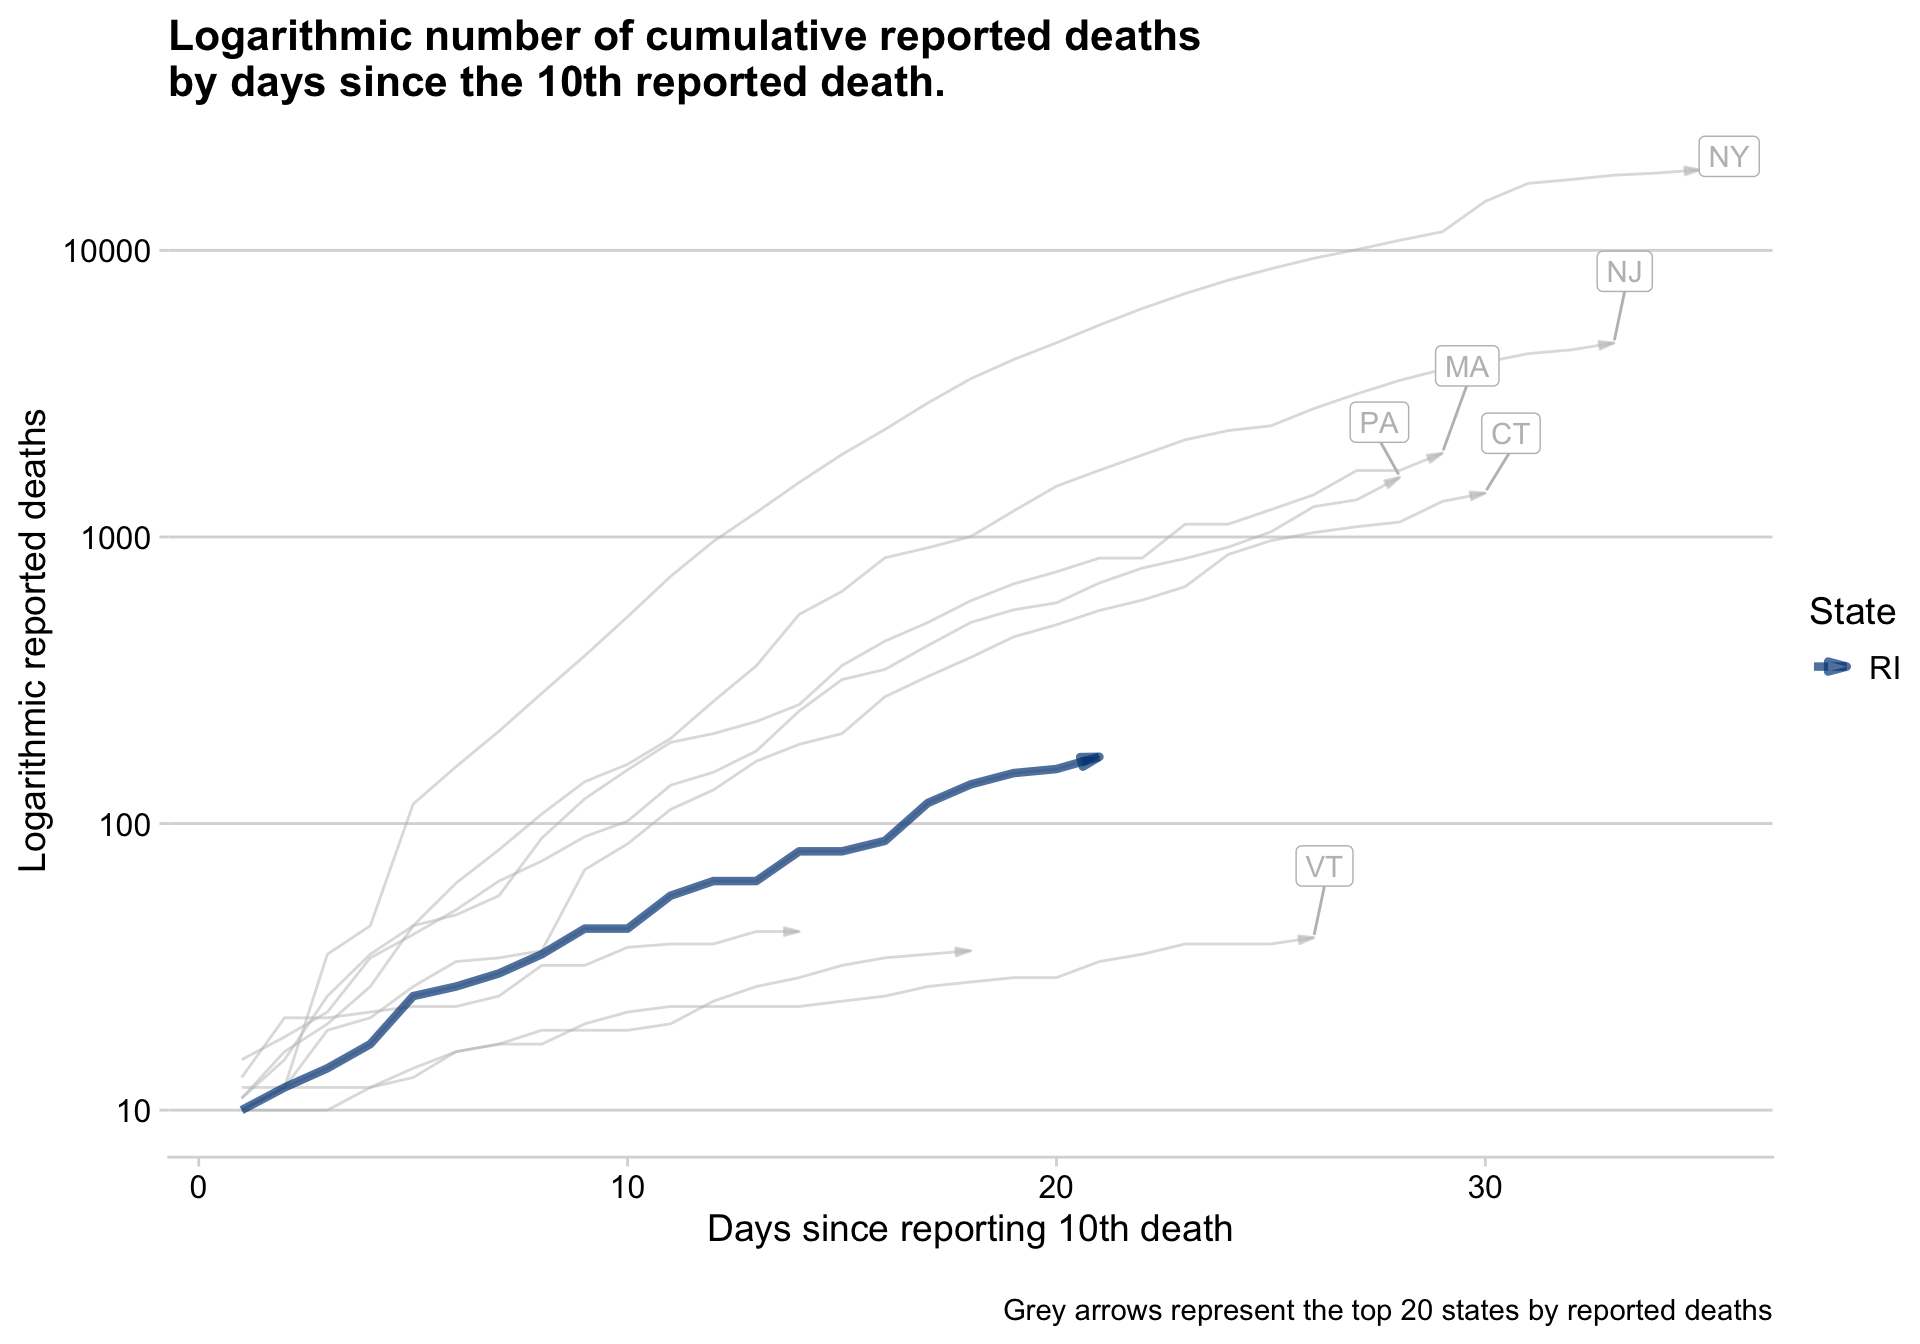 Logarithmic number of cumulative reported deaths
by days since the 10th reported death.
NY
10000
NJ
MA
PA
CT
Logarithmic reported deaths
1000
State
RI
100
VT
10
0
10
20
30
Days since reporting 10th death
Grey arrows represent the top 20 states by reported deaths